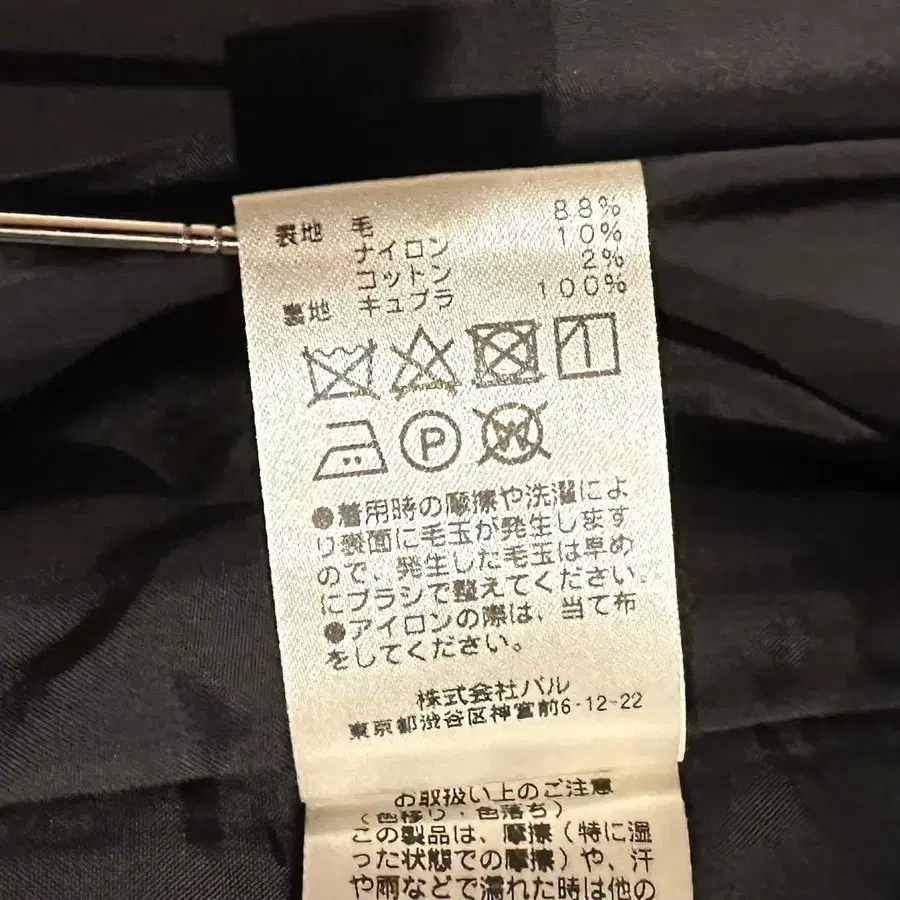 表地 毛 88%
ナイロン 10%
コットン 2%
裏地 キュプラ 100%
P
W
●着用時の摩擦や洗濯によ
り表面に毛玉が発生します
ので、発生した毛玉は早め
にブラシで整えてください。
●アイロンの際は、当て布
をしてください。
株式会社パル
東京都渋谷区神宮前6-12-22
お取扱い上のご注意
(色移り・色落ち)
この製品は、摩擦(特に湿
った状態での摩擦)や、汗
や雨などで濡れた時は他の